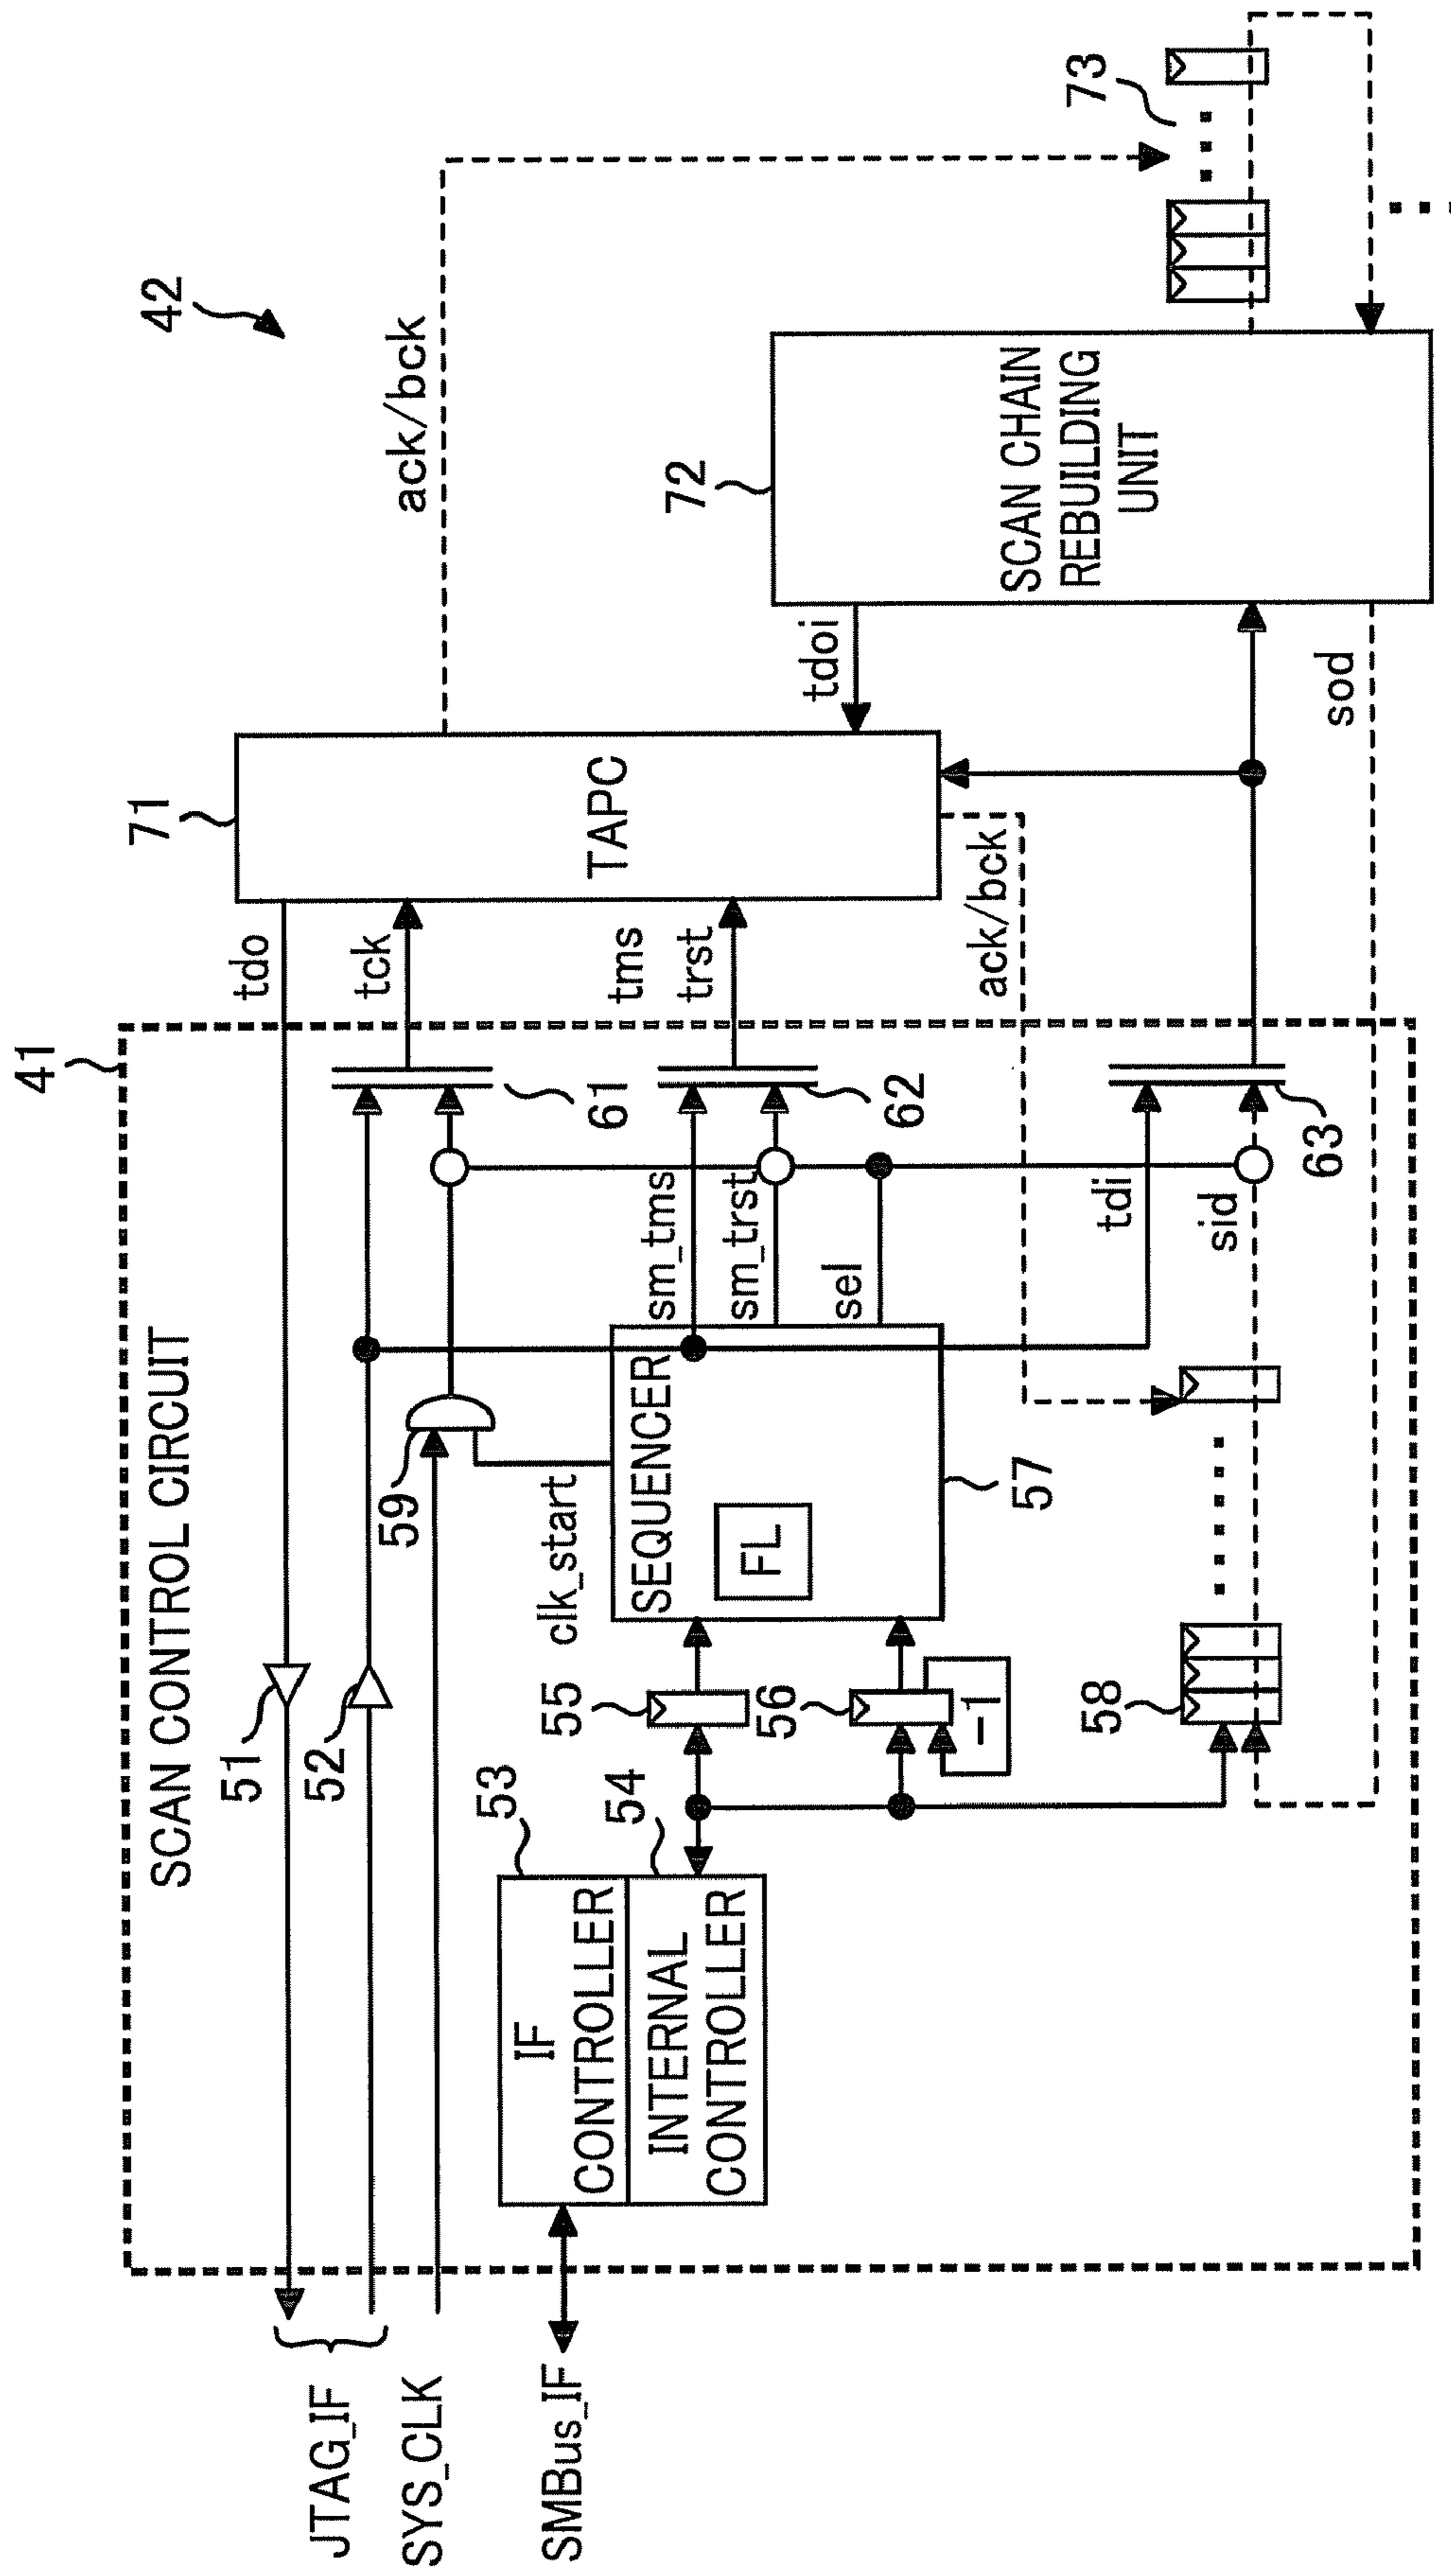 41
42
SCAN CONTROL CIRCUIT
JTAG_IF
SYS_CLK
SMBus_IF
51
52
59
53
IF
CONTROLLER
54
INTERNAL
CONTROLLER
55
56
-1
clk_start
SEQUENCER
FL
57
58
sm_tms
sm_trst
sel
tdi
sid
61
62
63
tdo
tck
tms
trst
ack/bck
71
TAPC
ack/bck
tdoi
sod
72
SCAN CHAIN
REBUILDING
UNIT
73